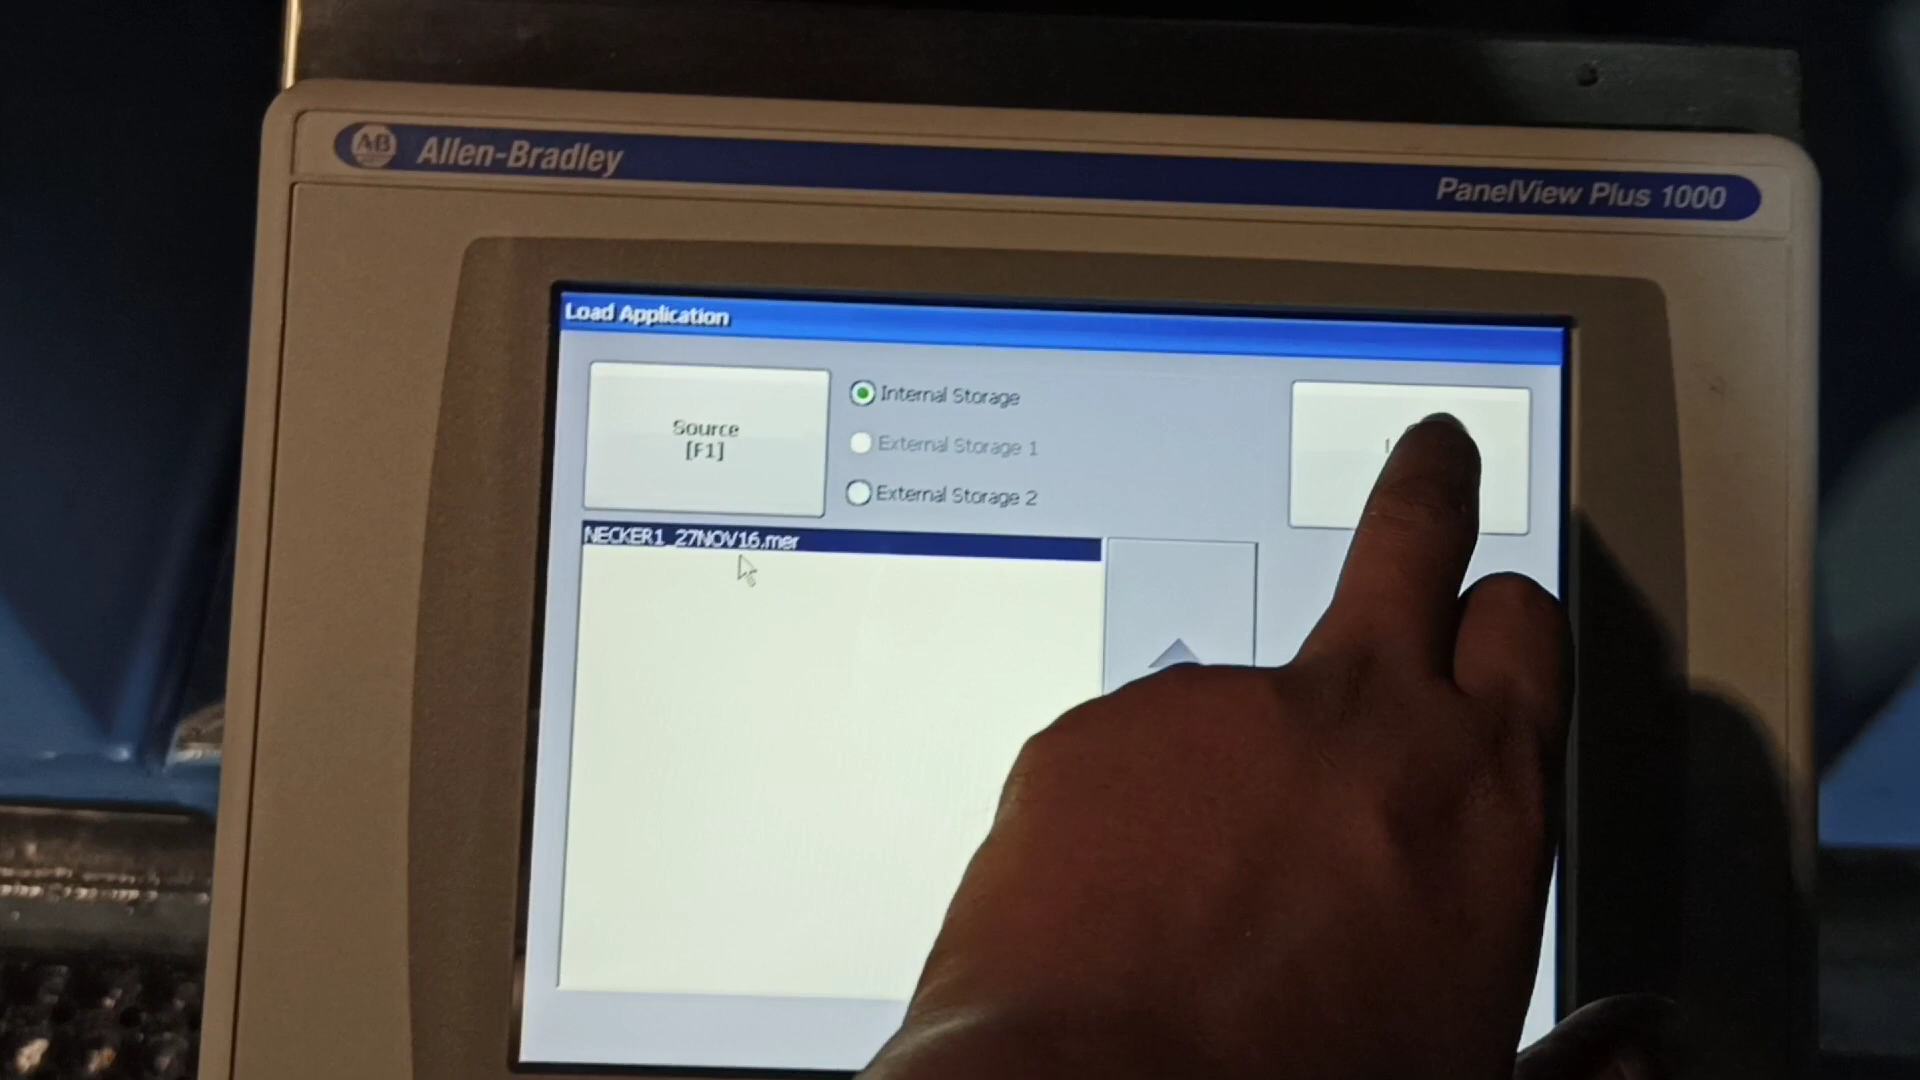 AB Allen-Bradley
PanelView Plus 1000
Load Application
Source
[F1]
Internal Storage
External Storage 1
External Storage 2
NECKER1_27NOV16.mer